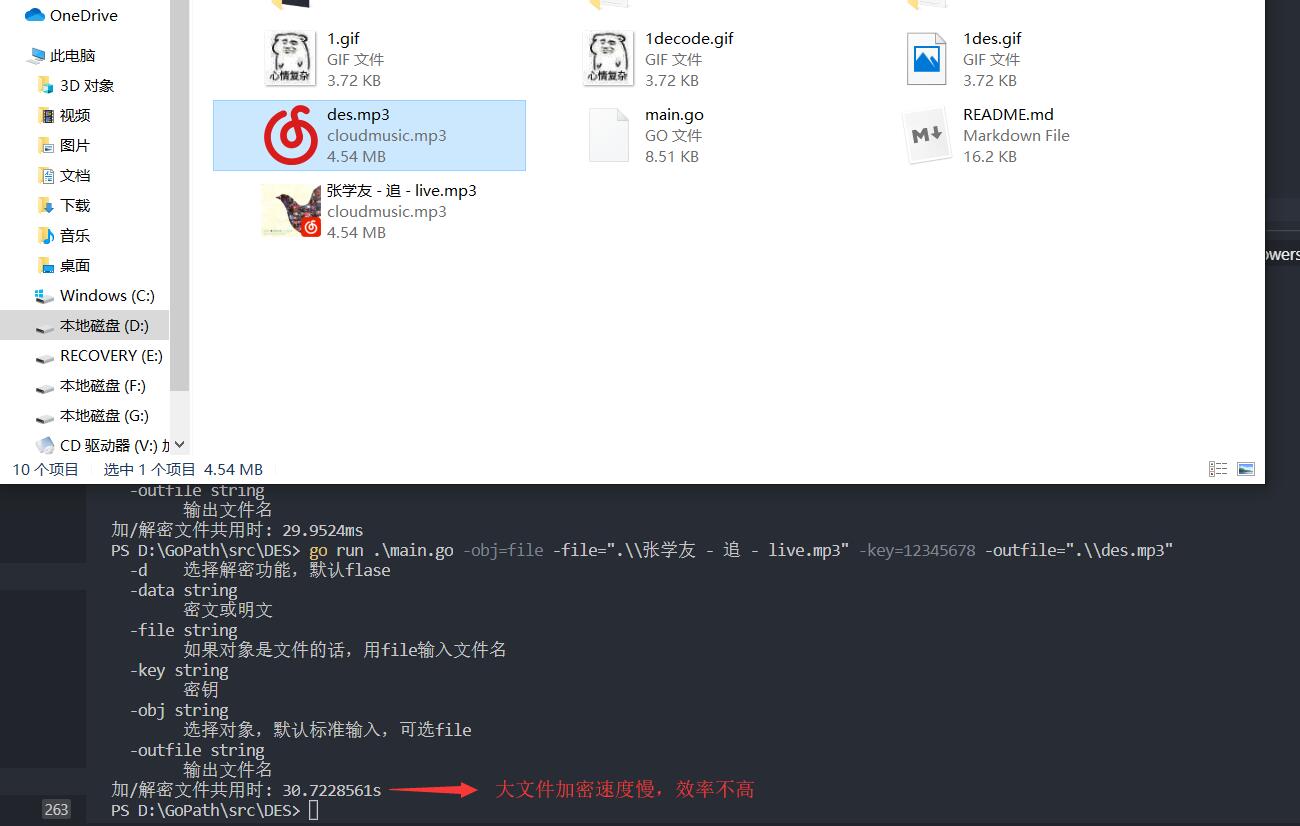 OneDrive
此电脑
3D 对象
视频
图片
文档
下载
音乐
桌面
Windows (C:)
本地磁盘 (D:)
RECOVERY (E:)
本地磁盘 (F:)
本地磁盘 (G:)
CD 驱动器 (V:) 加
1.gif
GIF 文件
3.72 KB
心情复杂
1decode.gif
GIF 文件
3.72 KB
心情复杂
1des.gif
GIF 文件
3.72 KB
des.mp3
cloudmusic.mp3
4.54 MB
main.go
GO 文件
8.51 KB
README.md
Markdown File
16.2 KB
M
张学友 - 追 - live.mp3
cloudmusic.mp3
4.54 MB
10 个项目 选中 1 个项目 4.54 MB
owers
-outfile string
输出文件名
加/解密文件共用时: 29.9524ms
PS D:\GoPath\src\DES> go run .\main.go -obj=file -file=".\\张学友 - 追 - live.mp3" -key=12345678 -outfile=".\\des.mp3"
-d 选择解密功能，默认flase
-data string
密文或明文
-file string
如果对象是文件的话，用file输入文件名
-key string
密钥
-obj string
选择对象，默认标准输入，可选file
-outfile string
输出文件名
加/解密文件共用时: 30.7228561s 大文件加密速度慢，效率不高
263
PS D:\GoPath\src\DES>